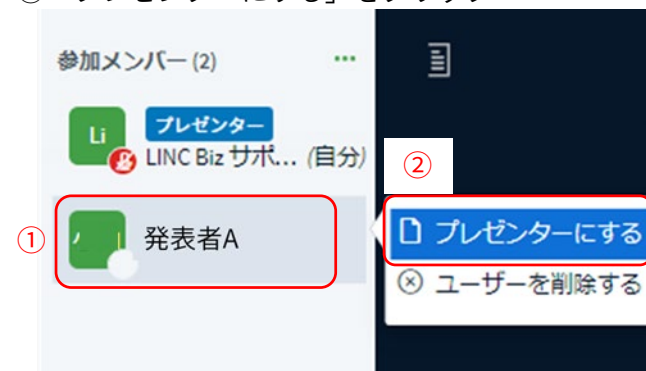 参加メンバー (2)
Li
プレゼンター
LINC Biz サポ... (自分)
②
①
発表者A
プレゼンターにする
ユーザーを削除する